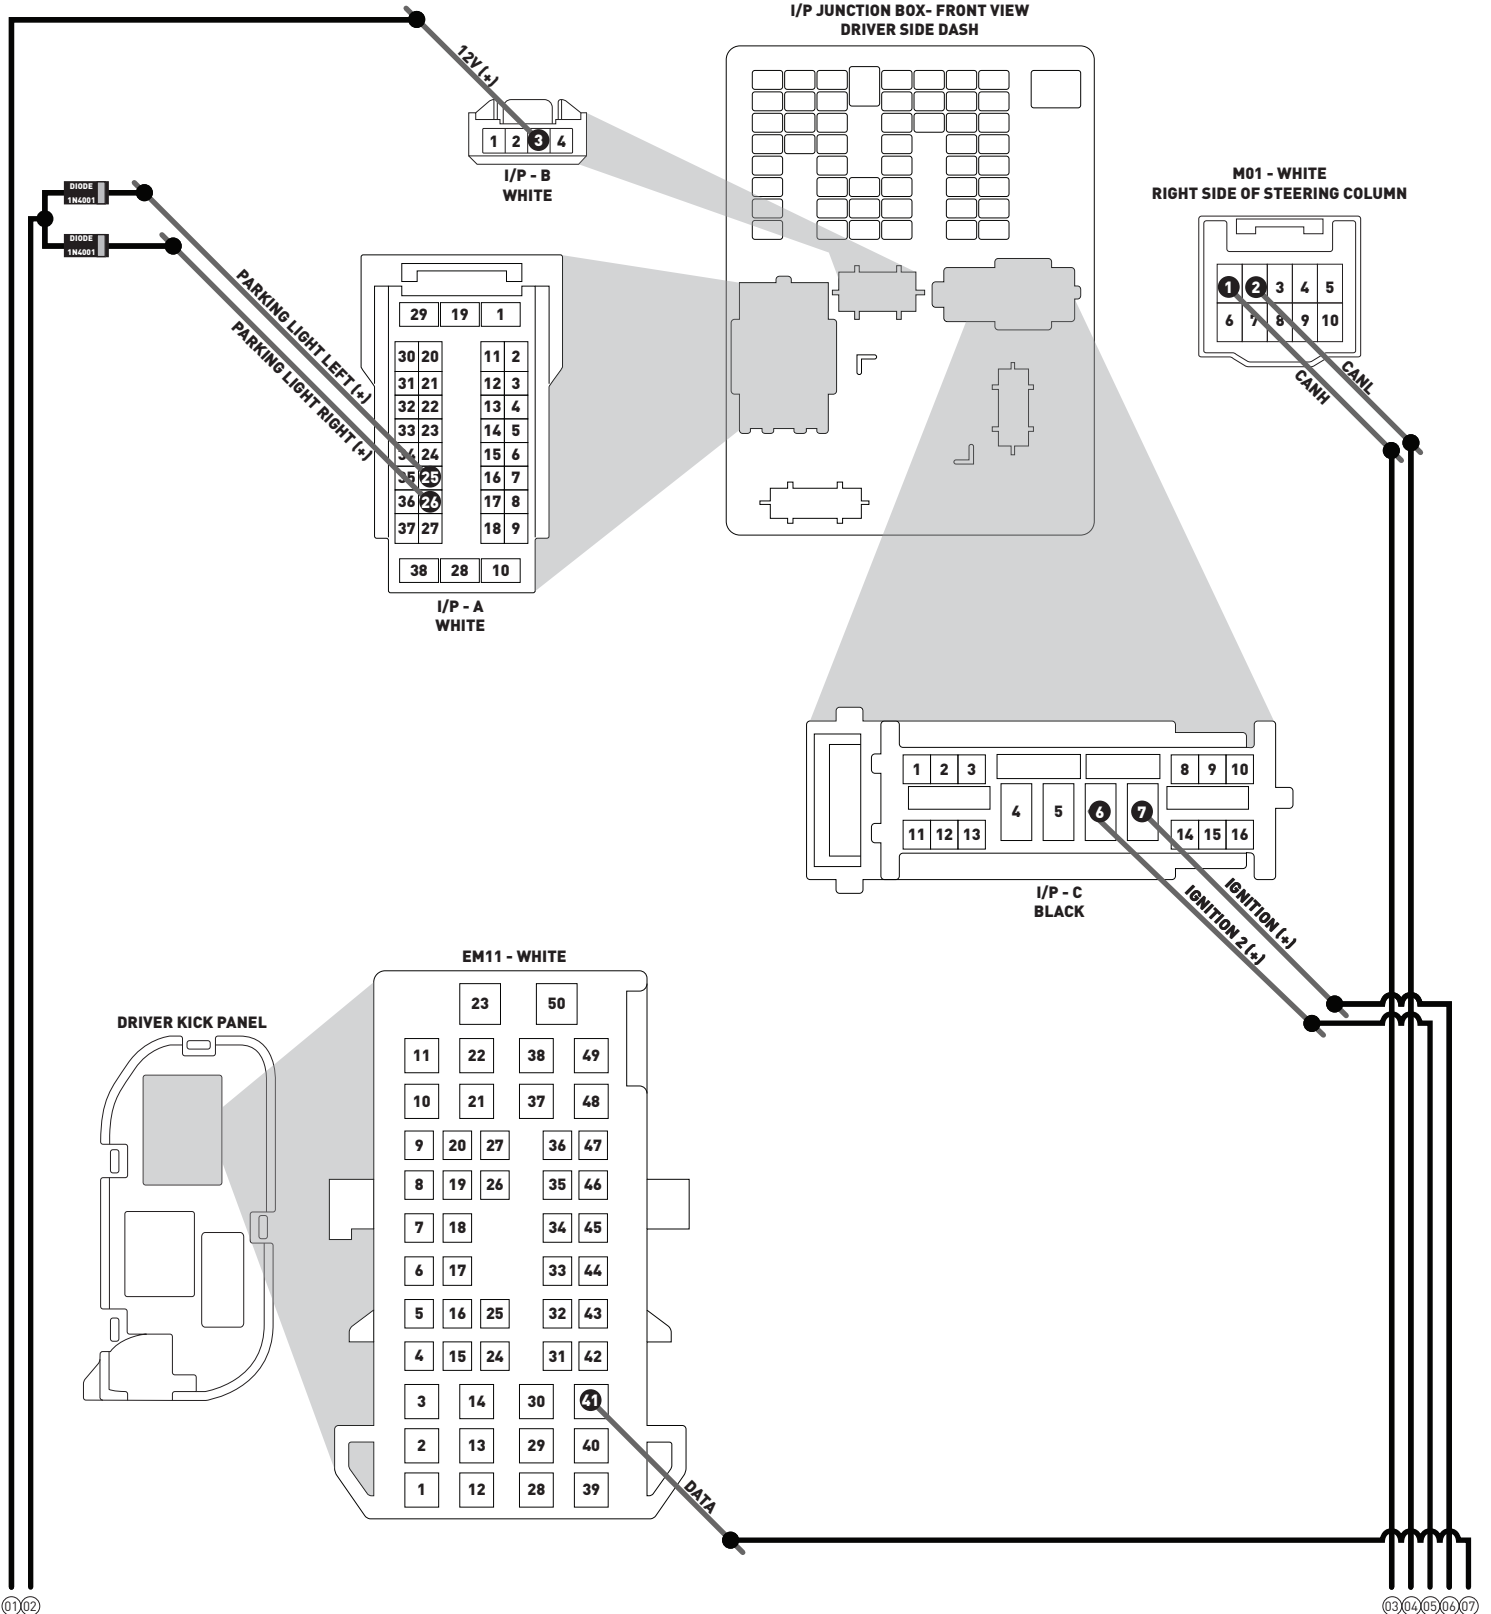 I/P JUNCTION BOX- FRONT VIEW
DRIVER SIDE DASH
12V (+)
1 2 3 4
I/P - B
WHITE
M01 - WHITE
RIGHT SIDE OF STEERING COLUMN
1 2 3 4 5
6 7 8 9 10
CANL
CANH
DIODE
1N4001
DIODE
1N4001
PARKING LIGHT LEFT (+)
PARKING LIGHT RIGHT (+)
29 19 1
30 20 11 2
31 21 12 3
32 22 13 4
33 23 14 5
34 24 15 6
35 25 16 7
36 26 17 8
37 27 18 9
38 28 10
I/P - A
WHITE
1 2 3 8 9 10
4 5 6 7
11 12 13 14 15 16
I/P - C
BLACK
IGNITION (+)
IGNITION 2 (+)
EM11 - WHITE
DRIVER KICK PANEL
23 50
11 22 38 49
10 21 37 48
9 20 27 36 47
8 19 26 35 46
7 18 34 45
6 17 33 44
5 16 25 32 43
4 15 24 31 42
3 14 30 41
2 13 29 40
1 12 28 39
DATA
01 02 03 04 05 06 07